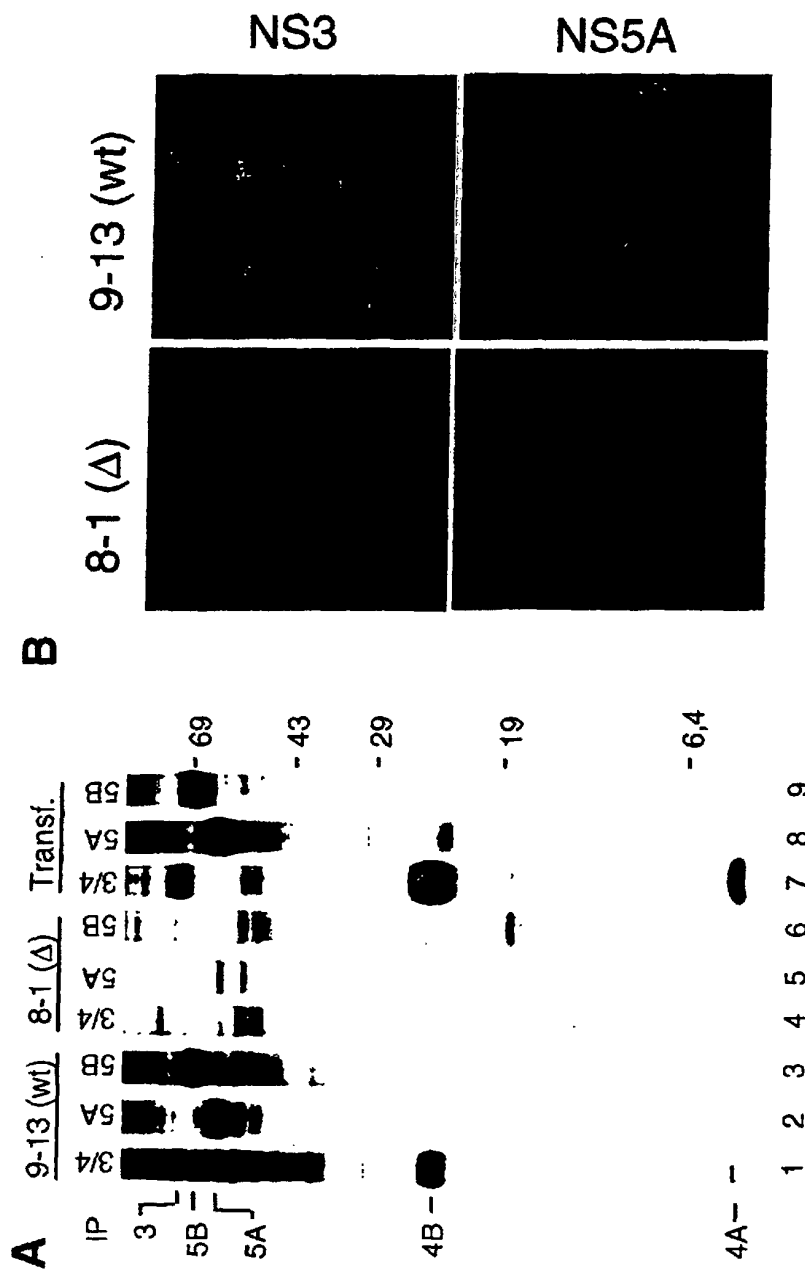 A
9-13 (wt)
8-1 (Δ)
Transf.
IP
3/4
5A
5B
3/4
5A
5B
3/4
5A
5B
3
5B
5A
4B
4A
- 69
- 43
- 29
- 19
- 6,4
1 2 3 4 5 6 7 8 9
B
8-1 (Δ)
9-13 (wt)
NS3
NS5A